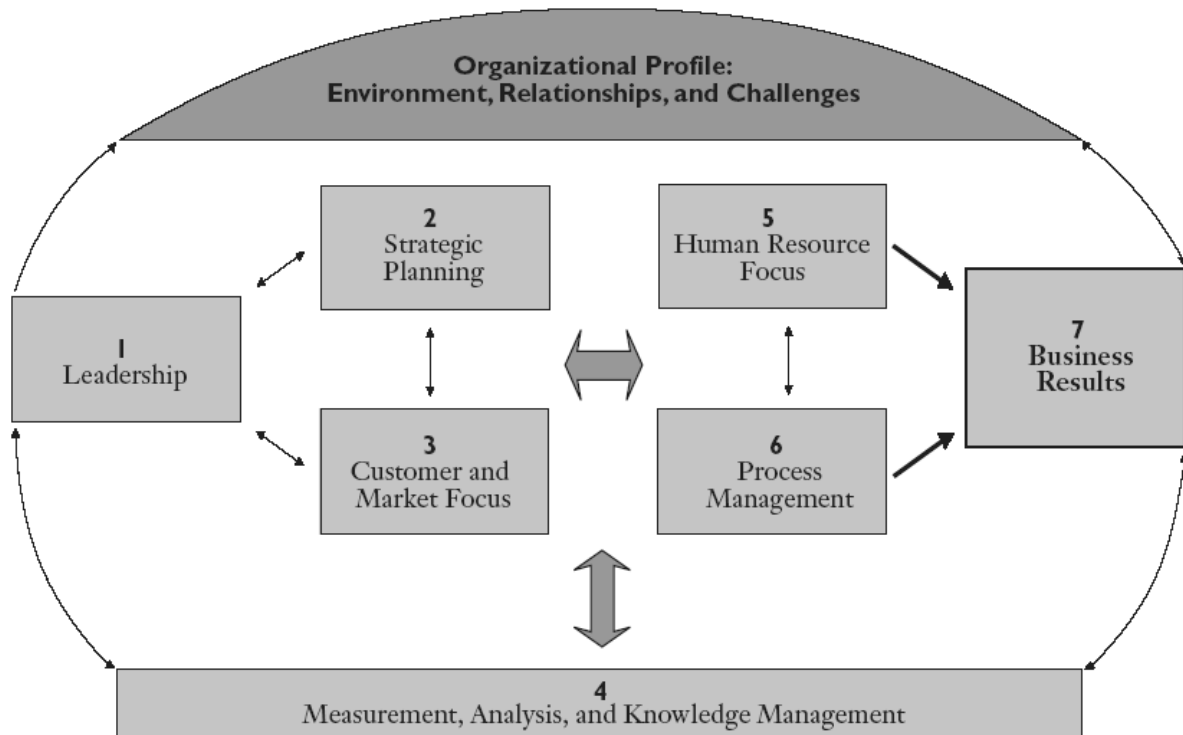 Organizational Profile:
Environment, Relationships, and Challenges
2
Strategic
Planning
5
Human Resource
Focus
1
Leadership
7
Business
Results
3
Customer and
Market Focus
6
Process
Management
4
Measurement, Analysis, and Knowledge Management